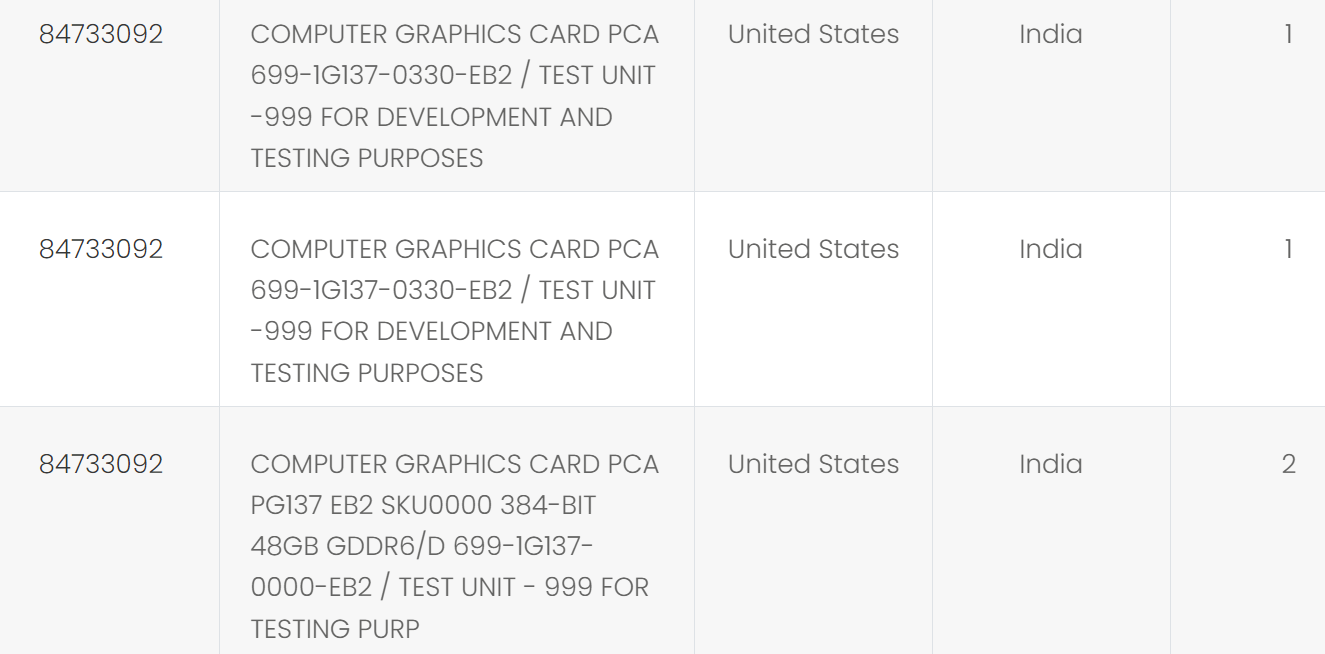 84733092
COMPUTER GRAPHICS CARD PCA
699-1G137-0330-EB2 / TEST UNIT
-999 FOR DEVELOPMENT AND
TESTING PURPOSES
United States
India
1
84733092
COMPUTER GRAPHICS CARD PCA
699-1G137-0330-EB2 / TEST UNIT
-999 FOR DEVELOPMENT AND
TESTING PURPOSES
United States
India
1
84733092
COMPUTER GRAPHICS CARD PCA
PG137 EB2 SKU0000 384-BIT
48GB GDDR6/D 699-1G137-
0000-EB2 / TEST UNIT - 999 FOR
TESTING PURP
United States
India
2